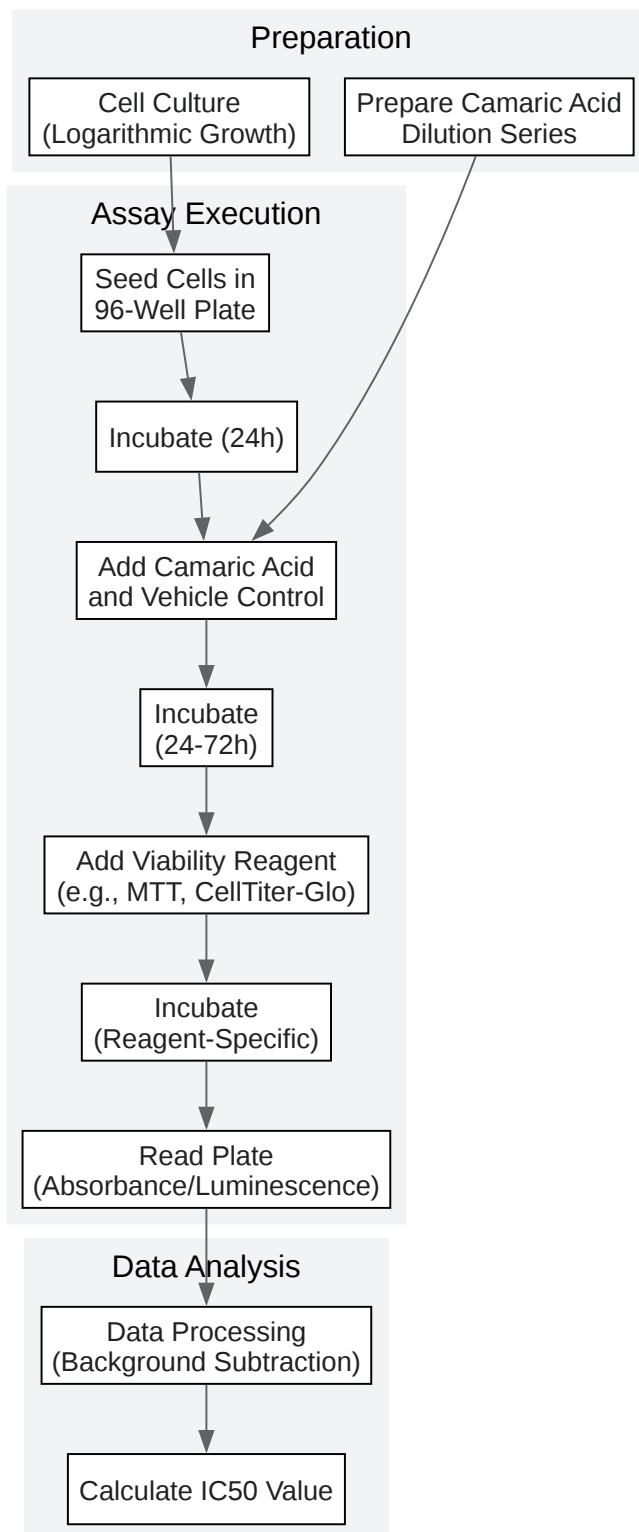 Preparation
Cell Culture
(Logarithmic Growth)
Prepare Camaric Acid
Dilution Series
Assay Execution
Seed Cells in
96-Well Plate
Incubate (24h)
Add Camaric Acid
and Vehicle Control
Incubate
(24-72h)
Add Viability Reagent
(e.g., MTT, CellTiter-Glo)
Incubate
(Reagent-Specific)
Read Plate
(Absorbance/Luminescence)
Data Analysis
Data Processing
(Background Subtraction)
Calculate IC50 Value